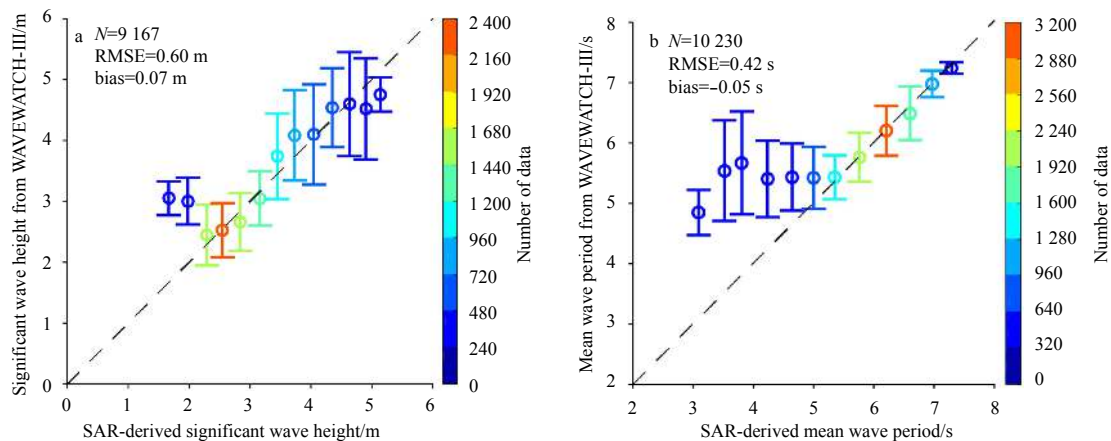 a
N=9 167
RMSE=0.60 m
bias=0.07 m
Significant wave height from WAVEWATCH-III/m
6
5
4
3
2
1
0
0 1 2 3 4 5 6
SAR-derived significant wave height/m
2 400
2 160
1 920
1 680
1 440
1 200
960
720
480
240
0
Number of data
b
N=10 230
RMSE=0.42 s
bias=−0.05 s
Mean wave period from WAVEWATCH-III/s
8
7
6
5
4
3
2
2 3 4 5 6 7 8
SAR-derived mean wave period/s
3 200
2 880
2 560
2 240
1 920
1 600
1 280
960
640
320
0
Number of data